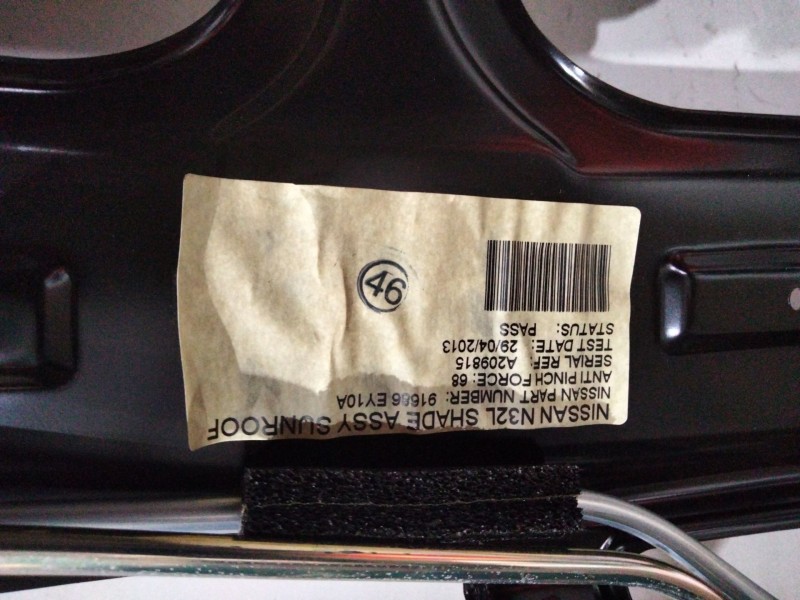 NISSAN N32L SHADE ASSY SUNROOF
NISSAN PART NUMBER: 91686 EY10A
ANTI PINCH FORCE: 68
SERIAL REF: A209815
TEST DATE: 29/04/2013
STATUS: PASS
46